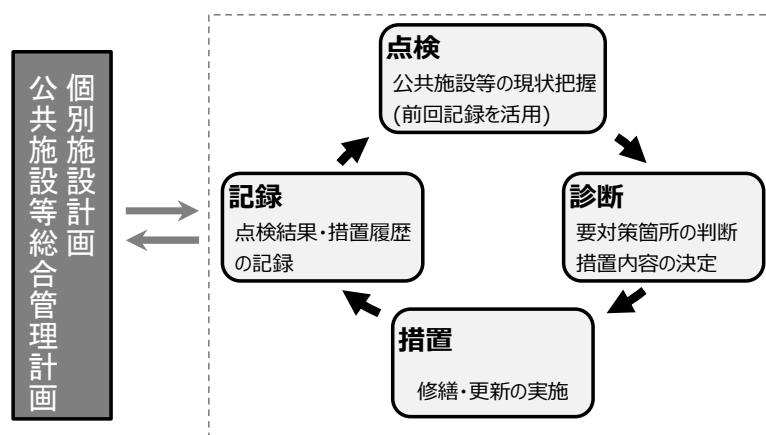 個別施設計画
公共施設等総合管理計画
点検
公共施設等の現状把握
(前回記録を活用)
診断
要対策箇所の判断
措置内容の決定
措置
修繕・更新の実施
記録
点検結果・措置履歴
の記録